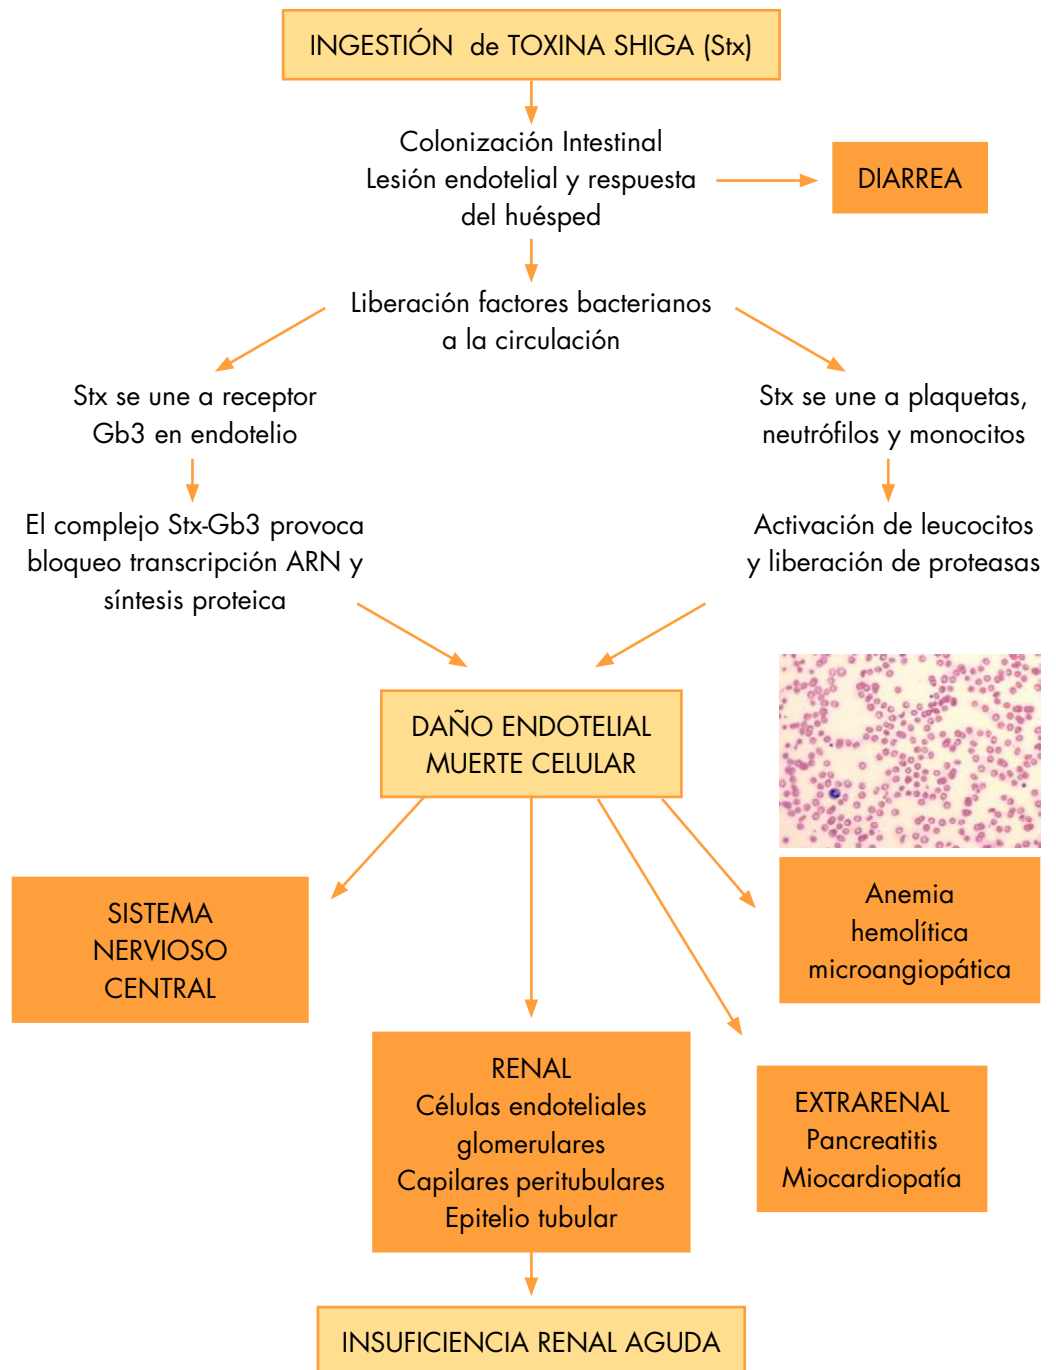 INGESTIÓN de TOXINA SHIGA (Stx)
Colonización Intestinal
Lesión endotelial y respuesta
del huésped
DIARREA
Liberación factores bacterianos
a la circulación
Stx se une a receptor
Gb3 en endotelio
Stx se une a plaquetas,
neutrófilos y monocitos
El complejo Stx-Gb3 provoca
bloqueo transcripción ARN y
síntesis proteica
Activación de leucocitos
y liberación de proteasas
DAÑO ENDOTELIAL
MUERTE CELULAR
SISTEMA
NERVIOSO
CENTRAL
Anemia
hemolítica
microangiopática
RENAL
Células endoteliales
glomerulares
Capilares peritubulares
Epitelio tubular
EXTRARENAL
Pancreatitis
Miocardiopatía
INSUFICIENCIA RENAL AGUDA